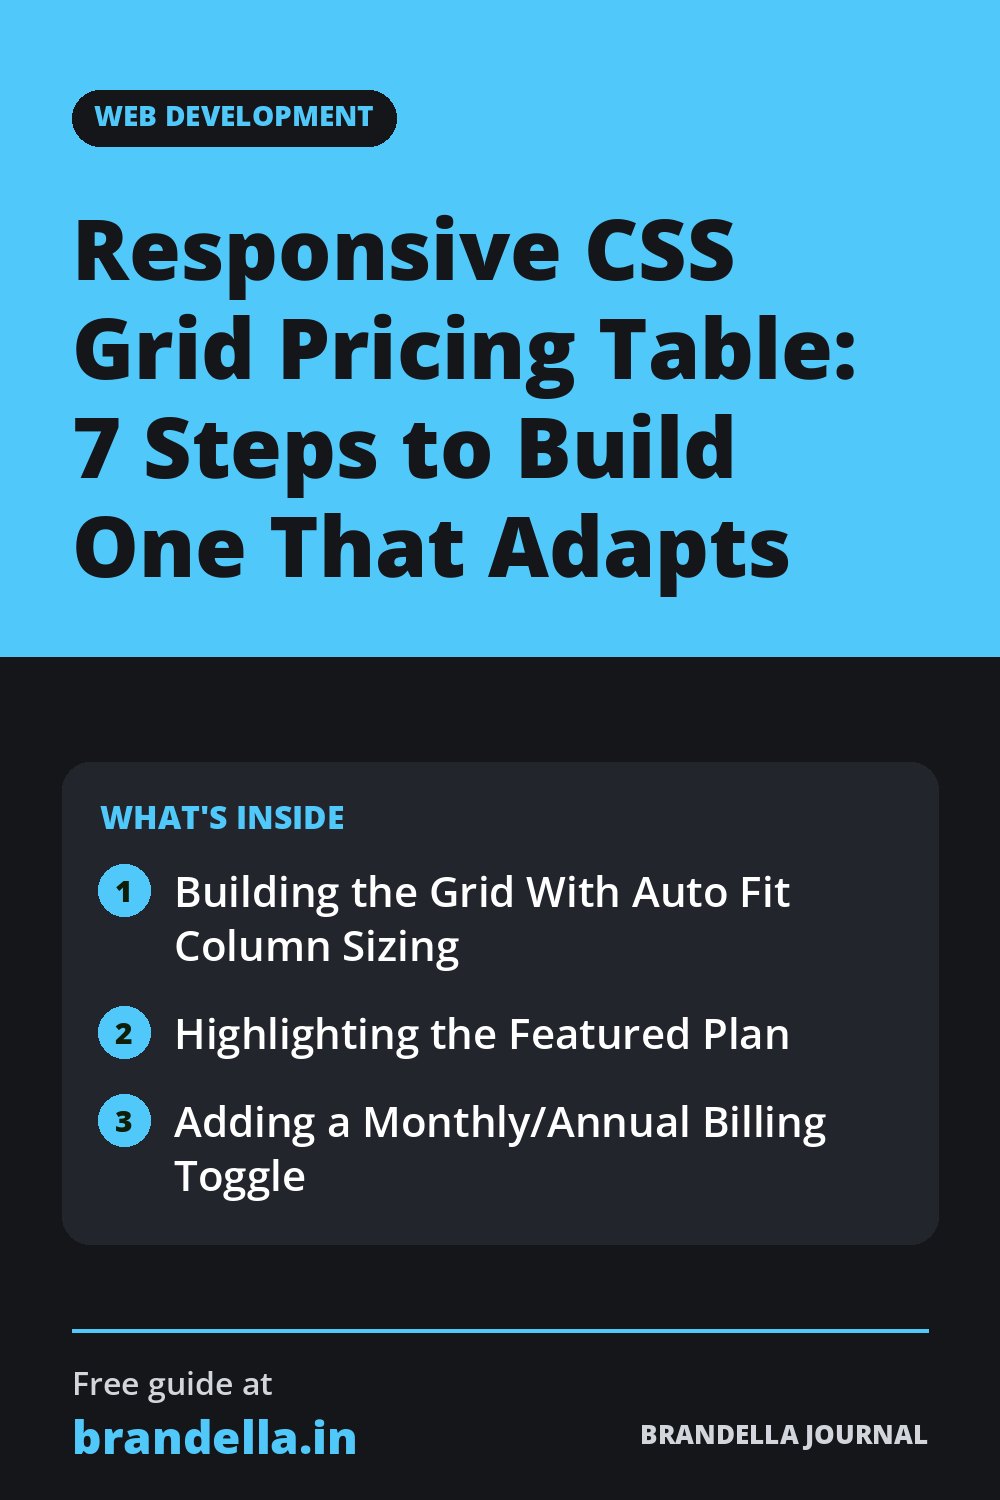 WEB DEVELOPMENT
Responsive CSS
Grid Pricing Table:
7 Steps to Build
One That Adapts
WHAT'S INSIDE
1 Building the Grid With Auto Fit
Column Sizing
2 Highlighting the Featured Plan
3 Adding a Monthly/Annual Billing
Toggle
Free guide at
brandella.in
BRANDELLA JOURNAL